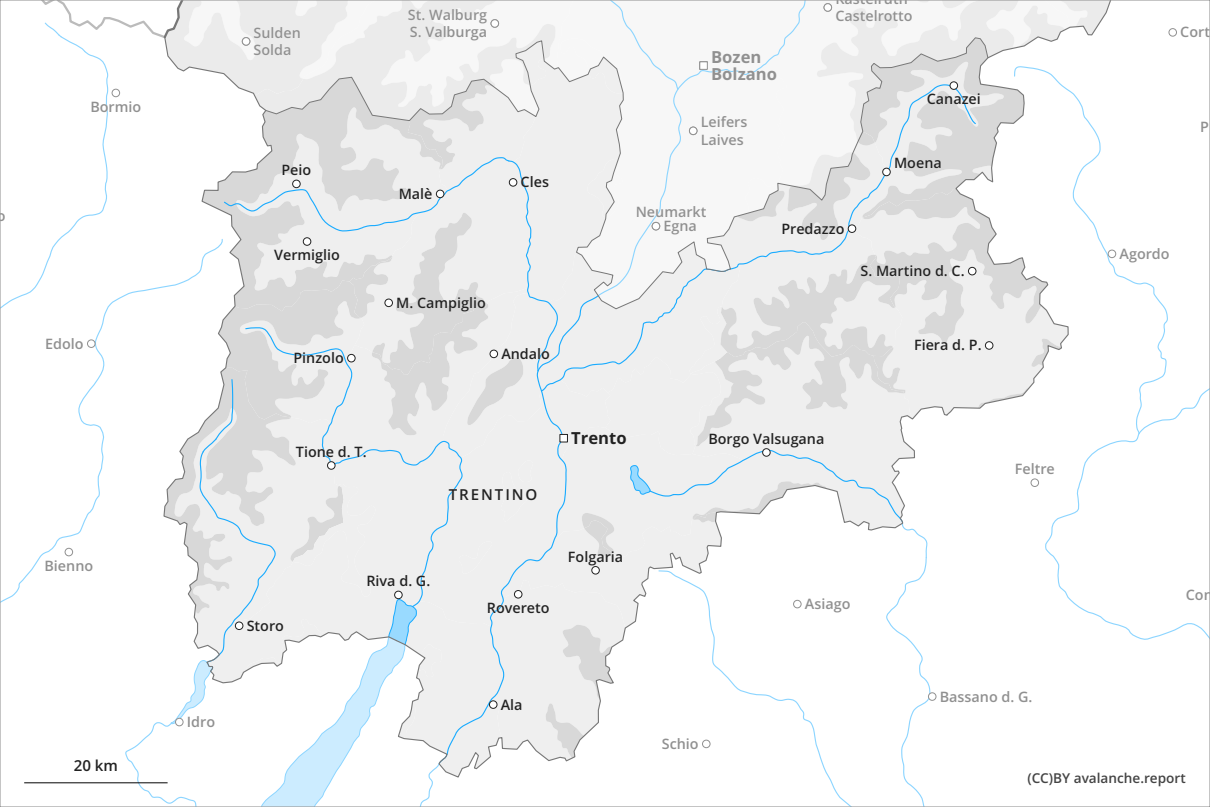 Kastelruth
Castelrotto
St. Walburg
S. Valburga
Sulden
Solda
Cort
Bozen
Bolzano
Bormio
Canazei
Leifers
Laives
P
Moena
Peio
Malè
Cles
Neumarkt
Egna
Predazzo
Vermiglio
Agordo
S. Martino d. C.
M. Campiglio
Edolo
Pinzolo
Andalo
Fiera d. P.
Trento
Borgo Valsugana
Tione d. T.
Feltre
TRENTINO
Bienno
Folgaria
Riva d. G.
Rovereto
Asiago
Cor
Storo
Ala
Bassano d. G.
Idro
Schio
20 km
(CC)BY avalanche.report